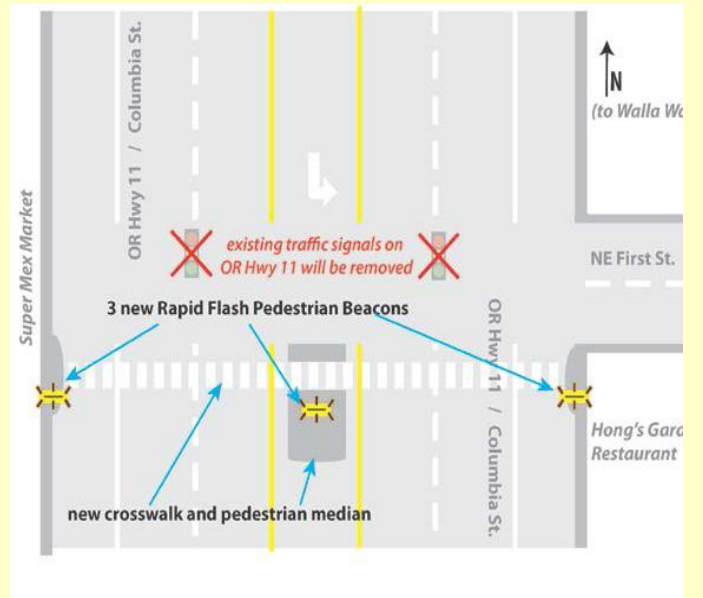 OR Hwy 11 / Columbia St.
N
(to Walla
Super Mex Market
existing traffic signals on
OR Hwy 11 will be removed
NE First St.
3 new Rapid Flash Pedestrian Beacons
OR Hwy 11 / Columbia St.
Hong's
Restaurant
new crosswalk and pedestrian median